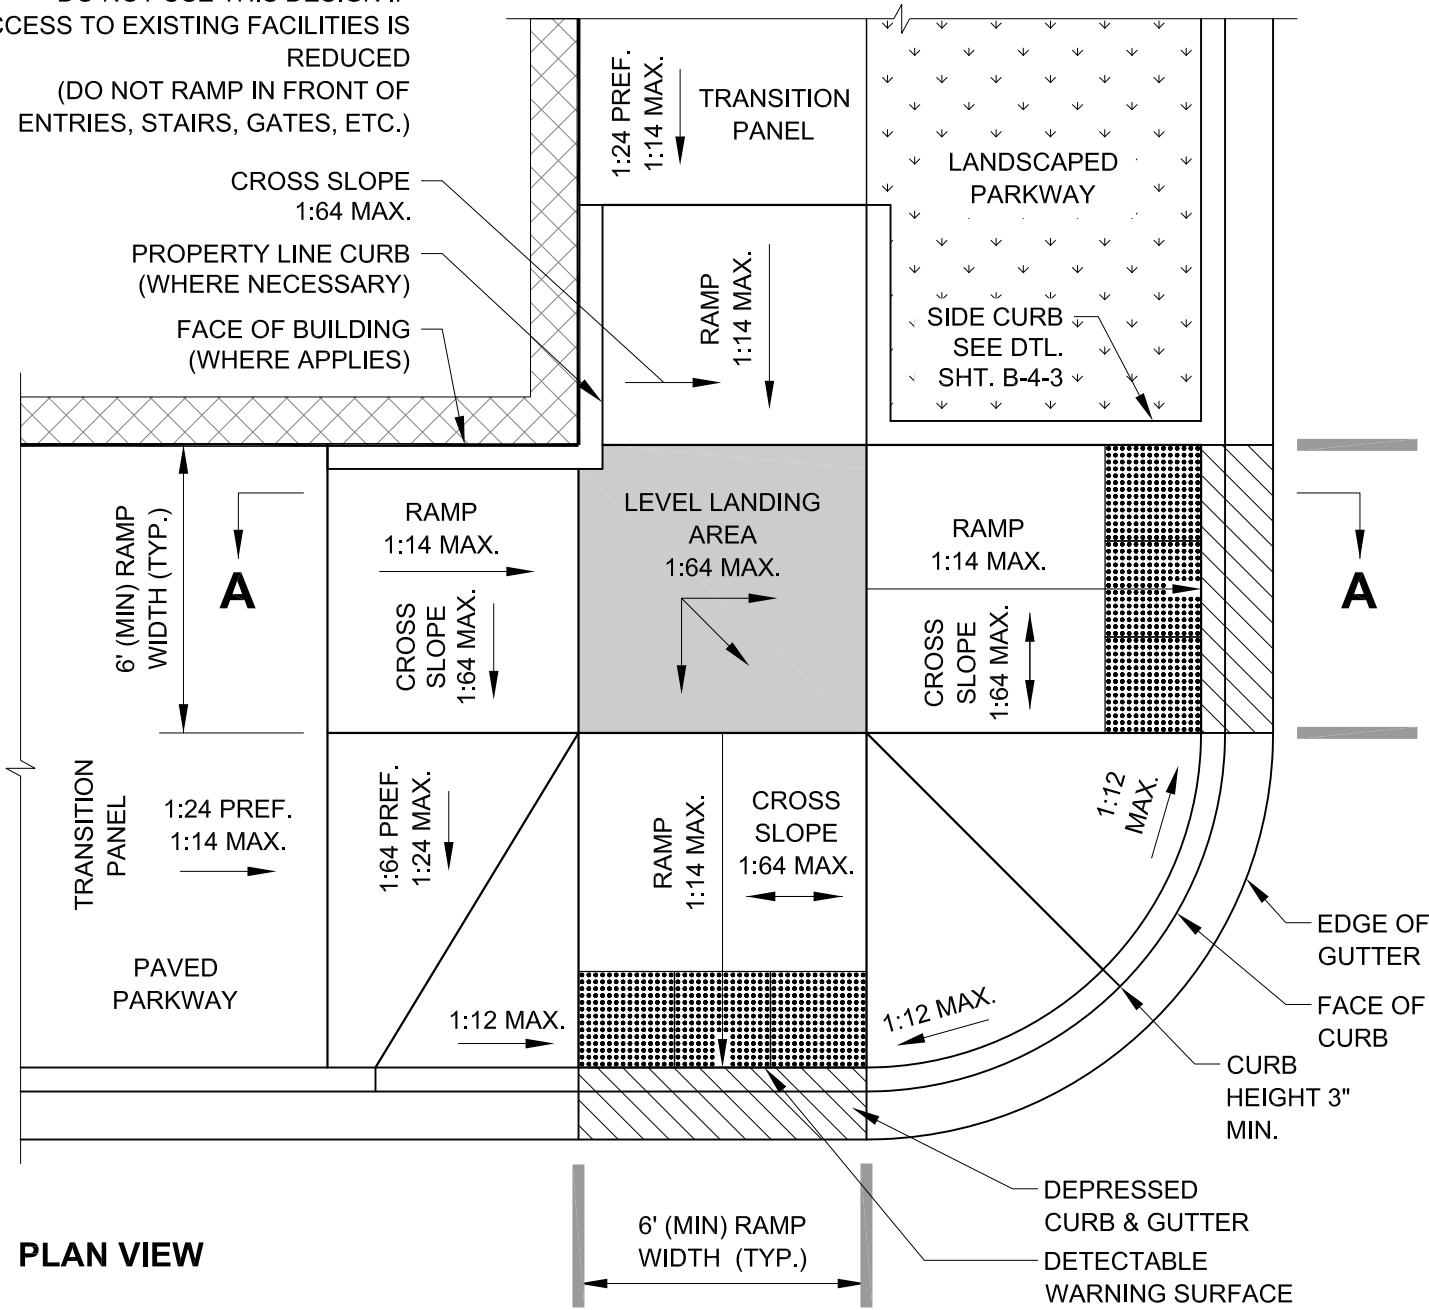 DO NOT USE THIS DESIGN IF
ACCESS TO EXISTING FACILITIES IS
REDUCED
(DO NOT RAMP IN FRONT OF
ENTRIES, STAIRS, GATES, ETC.)
CROSS SLOPE
1:64 MAX.
PROPERTY LINE CURB
(WHERE NECESSARY)
FACE OF BUILDING
(WHERE APPLIES)
1:24 PREF.
1:14 MAX.
TRANSITION
PANEL
LANDSCAPED
PARKWAY
RAMP
1:14 MAX.
SIDE CURB
SEE DTL.
SHT. B-4-3
6' (MIN) RAMP
WIDTH (TYP.)
A
RAMP
1:14 MAX.
CROSS
SLOPE
1:64 MAX.
LEVEL LANDING
AREA
1:64 MAX.
RAMP
1:14 MAX.
CROSS
SLOPE
1:64 MAX.
A
TRANSITION
PANEL
1:24 PREF.
1:14 MAX.
PAVED
PARKWAY
1:64 PREF.
1:24 MAX.
1:12 MAX.
RAMP
1:14 MAX.
CROSS
SLOPE
1:64 MAX.
1:12
MAX.
1:12 MAX.
EDGE OF
GUTTER
FACE OF
CURB
CURB
HEIGHT 3"
MIN.
DEPRESSED
CURB & GUTTER
DETECTABLE
WARNING SURFACE
6' (MIN) RAMP
WIDTH (TYP.)
PLAN VIEW